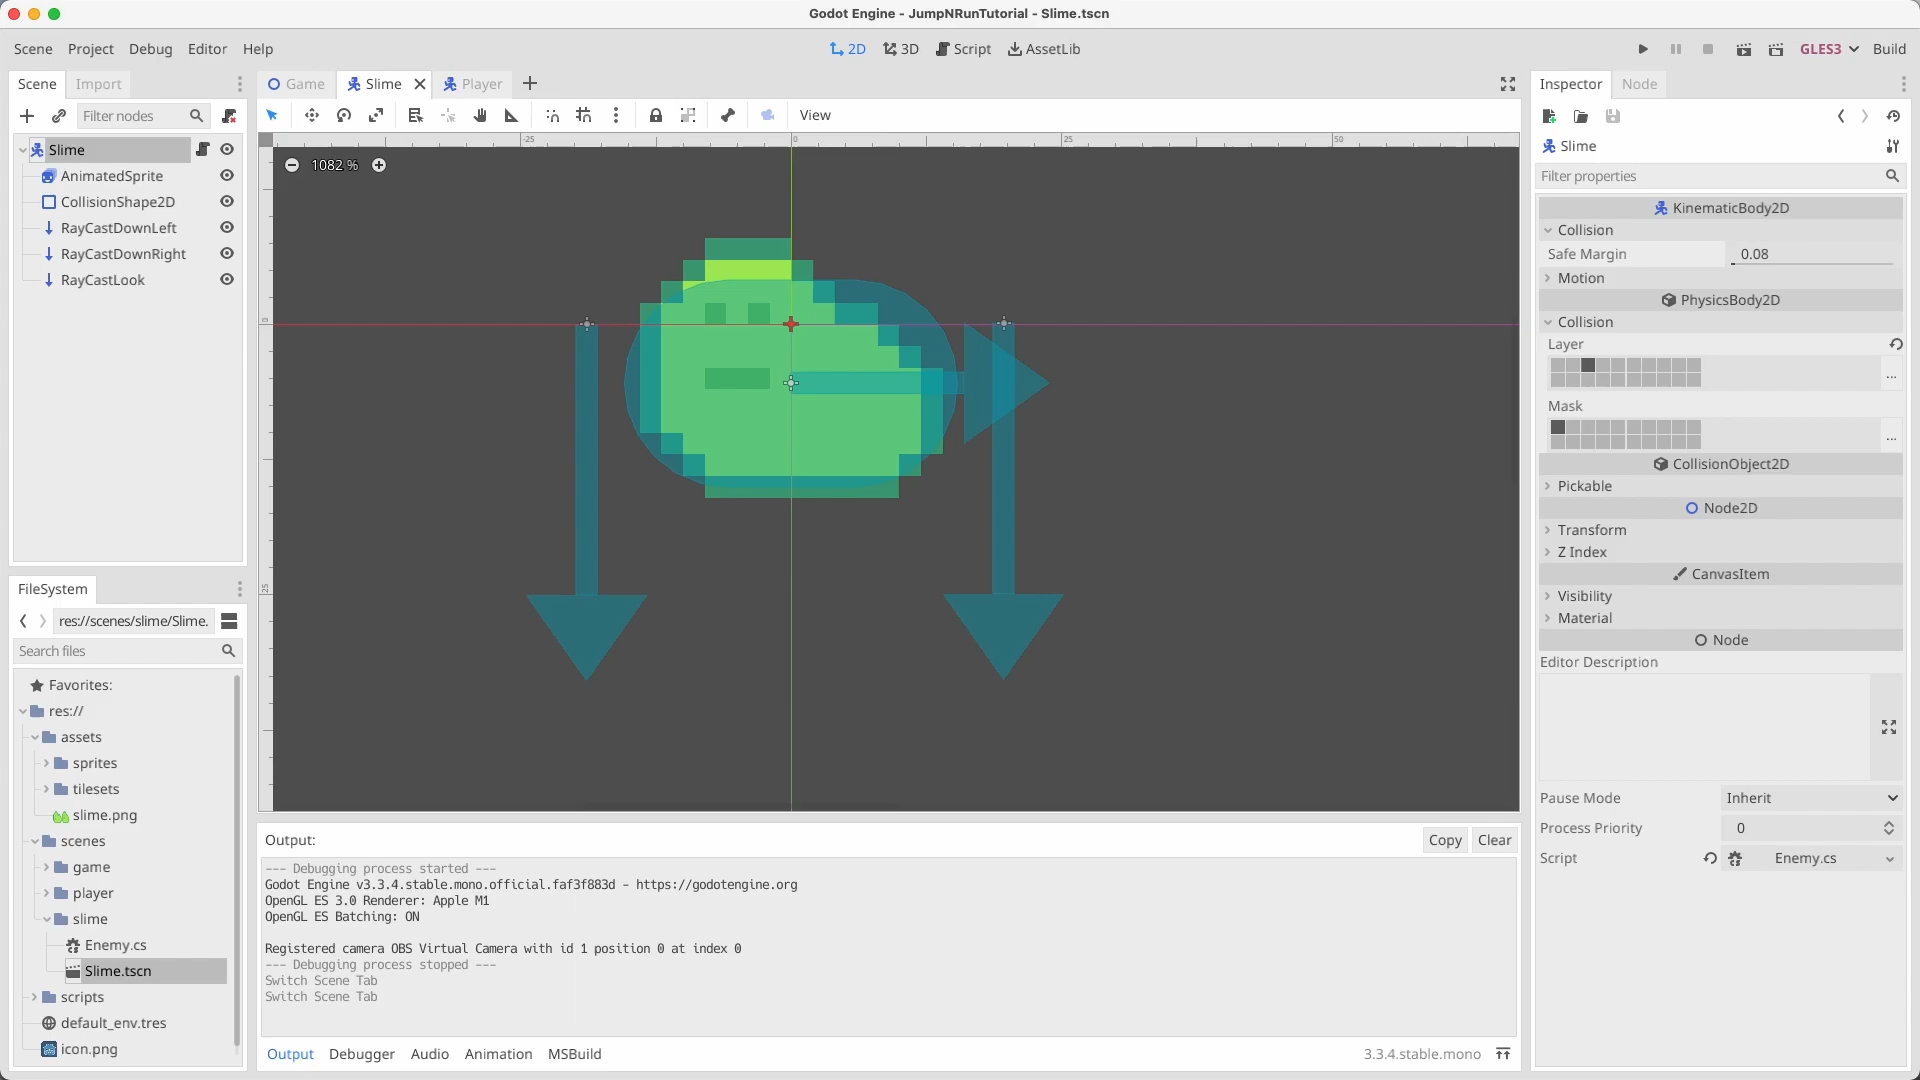 Godot Engine - JumpNRunTutorial - Slime.tscn
Scene Project Debug Editor Help
2D 3D Script AssetLib
GLES3 Build
Scene Import
Filter nodes
Slime
AnimatedSprite
CollisionShape2D
RayCastDownLeft
RayCastDownRight
RayCastLook
FileSystem
res://scenes/slime/Slime.
Search files
Favorites:
res://
assets
sprites
tilesets
slime.png
scenes
game
player
slime
Enemy.cs
Slime.tscn
scripts
default_env.tres
icon.png
Game Slime Player
View
-25 0 25 50
1082 %
0
25
Output:
Copy Clear
--- Debugging process started ---
Godot Engine v3.3.4.stable.mono.official.faf3f883d - https://godotengine.org
OpenGL ES 3.0 Renderer: Apple M1
OpenGL ES Batching: ON
Registered camera OBS Virtual Camera with id 1 position 0 at index 0
--- Debugging process stopped ---
Switch Scene Tab
Switch Scene Tab
Output Debugger Audio Animation MSBuild
3.3.4.stable.mono
Inspector Node
Slime
Filter properties
KinematicBody2D
Collision
Safe Margin 0.08
Motion
PhysicsBody2D
Collision
Layer
...
Mask
...
CollisionObject2D
Pickable
Node2D
Transform
Z Index
CanvasItem
Visibility
Material
Node
Editor Description
Pause Mode Inherit
Process Priority 0
Script Enemy.cs